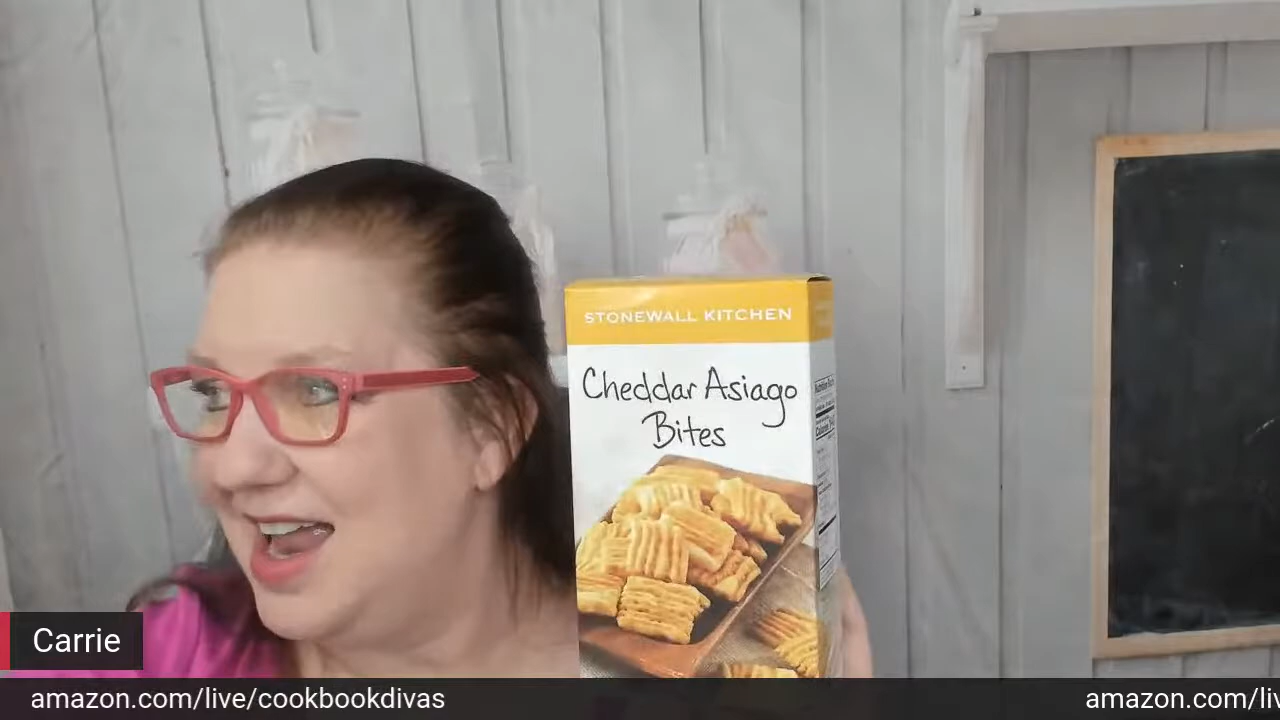 STONEWALL KITCHEN
Cheddar Asiago
Bites
Carrie
amazon.com/live/cookbookdivas
amazon.com/liv